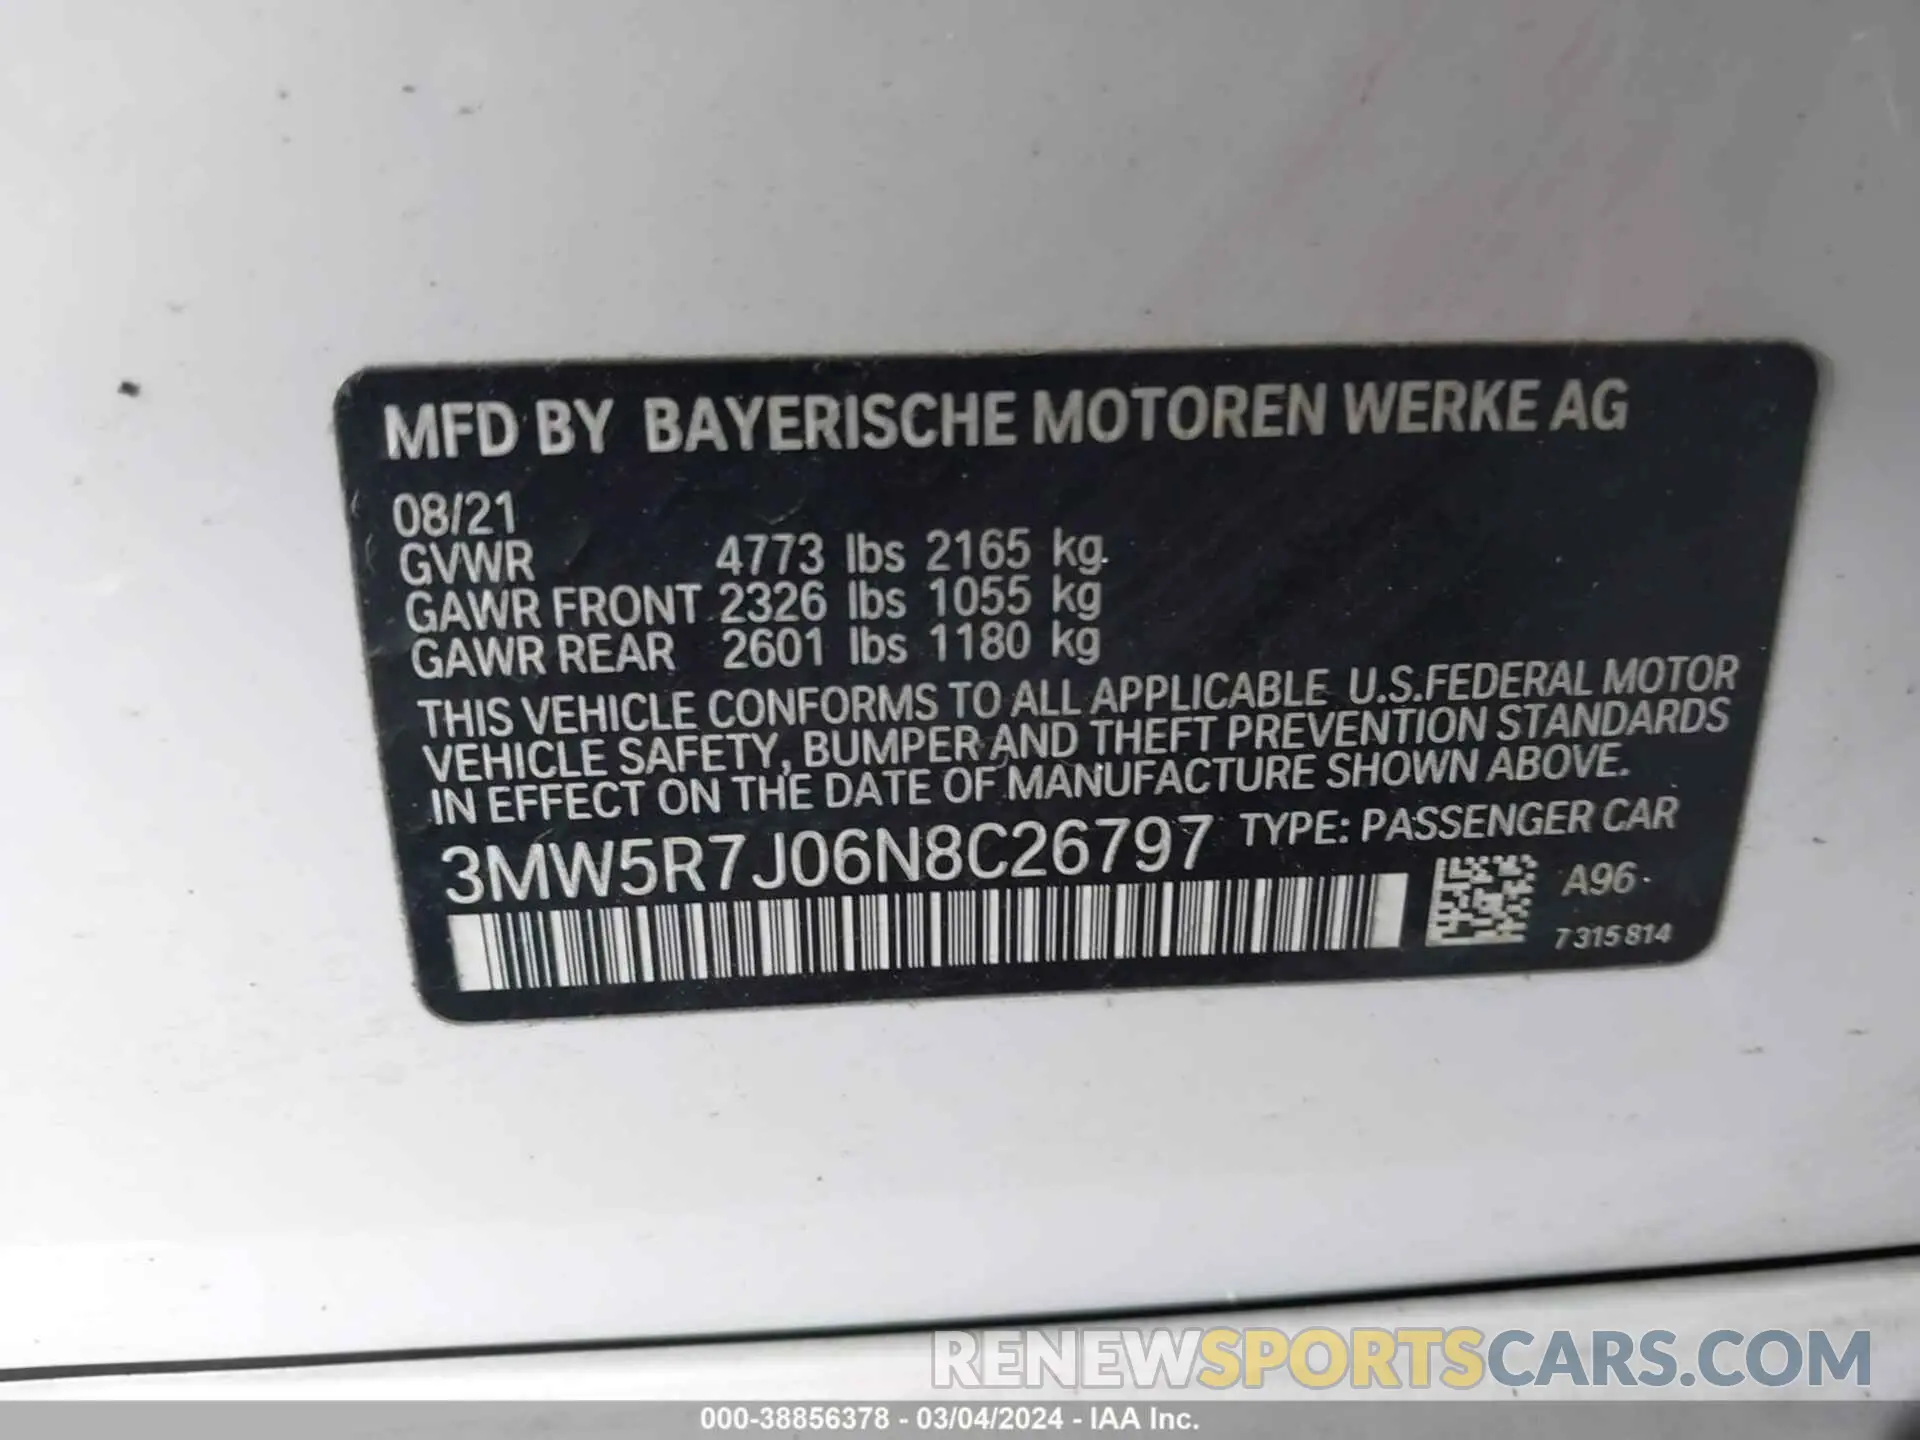 MFD BY BAYERISCHE MOTOREN WERKE AG
08/21
GVWR 4773 lbs 2165 kg
GAWR FRONT 2326 lbs 1055 kg
GAWR REAR 2601 lbs 1180 kg
THIS VEHICLE CONFORMS TO ALL APPLICABLE U.S.FEDERAL MOTOR
VEHICLE SAFETY, BUMPER AND THEFT PREVENTION STANDARDS
IN EFFECT ON THE DATE OF MANUFACTURE SHOWN ABOVE.
3MW5R7J06N8C26797 TYPE: PASSENGER CAR
A96
7315814
RENEWSPORTSCARS.COM
000-38856378 - 03/04/2024 - IAA Inc.